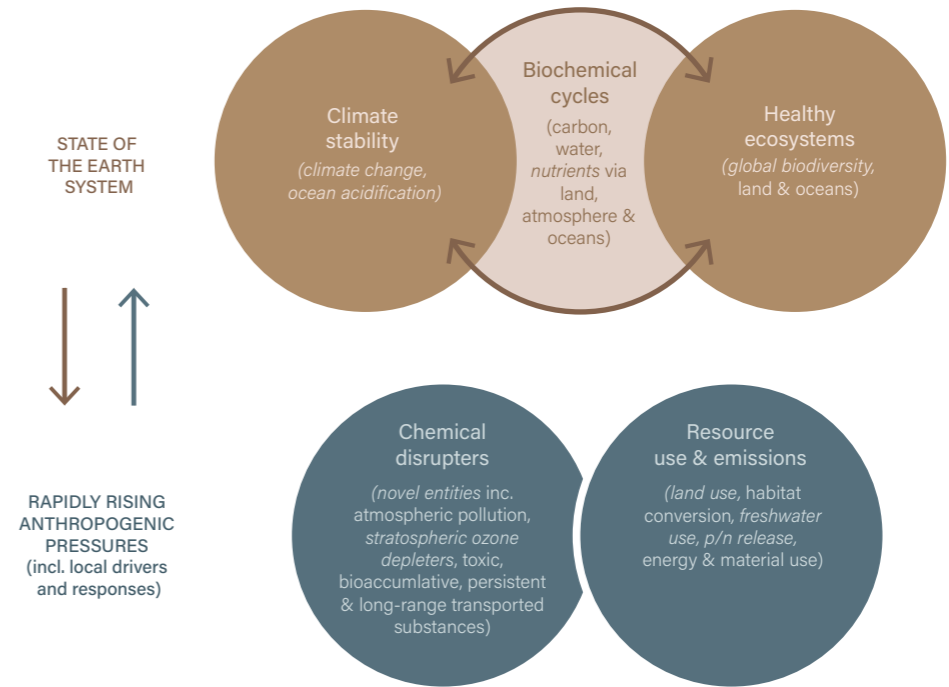 STATE OF
THE EARTH
SYSTEM
Climate
stability
(climate change,
ocean acidification)
Biochemical
cycles
(carbon,
water,
nutrients via
land,
atmosphere &
oceans)
Healthy
ecosystems
(global biodiversity,
land & oceans)
RAPIDLY RISING
ANTHROPOGENIC
PRESSURES
(incl. local drivers
and responses)
Chemical
disrupters
(novel entities inc.
atmospheric pollution,
stratospheric ozone
depleters, toxic,
bioaccumlative, persistent
& long-range transported
substances)
Resource
use & emissions
(land use, habitat
conversion, freshwater
use, p/n release,
energy & material use)